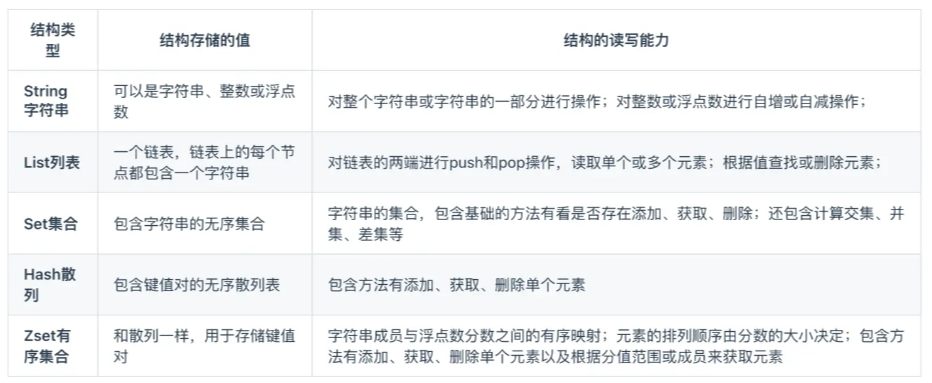 结构类
型
结构存储的值
结构的读写能力
String
字符串
可以是字符串、整数或浮点
数
对整个字符串或字符串的一部分进行操作；对整数或浮点数进行自增或自减操作；
List列表
一个链表，链表上的每个节
点都包含一个字符串
对链表的两端进行push和pop操作，读取单个或多个元素；根据值查找或删除元素；
Set集合
包含字符串的无序集合
字符串的集合，包含基础的方法有看是否存在添加、获取、删除；还包含计算交集、并
集、差集等
Hash散
列
包含键值对的无序散列表
包含方法有添加、获取、删除单个元素
Zset有
序集合
和散列一样，用于存储键值
对
字符串成员与浮点数分数之间的有序映射；元素的排列顺序由分数的大小决定；包含方
法有添加、获取、删除单个元素以及根据分值范围或成员来获取元素